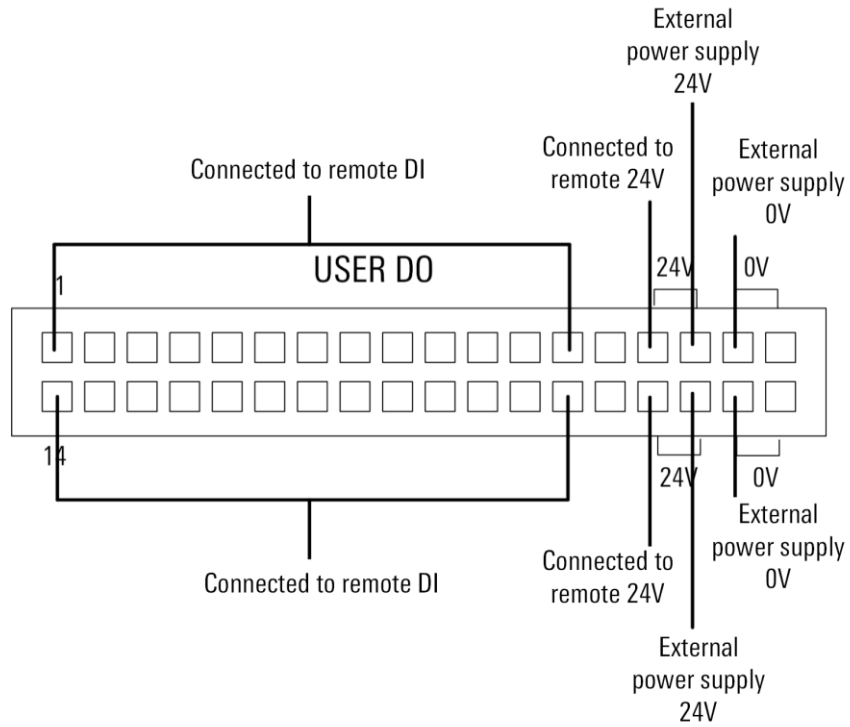 External
power supply
24V
Connected to remote DI
Connected to
remote 24V
External
power supply
0V
USER DO
24V
0V
1
14
24V
0V
Connected to remote DI
Connected to
remote 24V
External
power supply
0V
External
power supply
24V